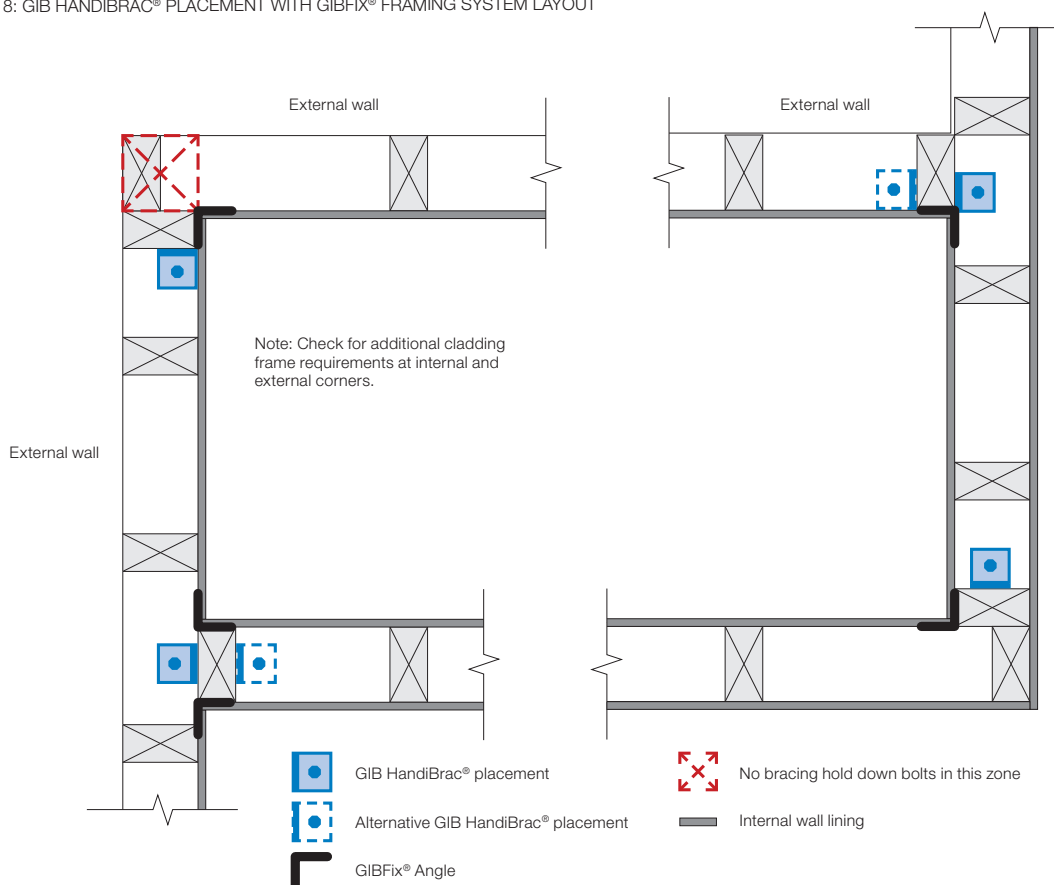 8: GIB HANDIBRAC® PLACEMENT WITH GIBFIX® FRAMING SYSTEM LAYOUT
External wall
External wall
Note: Check for additional cladding
frame requirements at internal and
external corners.
External wall
GIB HandiBrac® placement
No bracing hold down bolts in this zone
Alternative GIB HandiBrac® placement
Internal wall lining
GIBFix® Angle